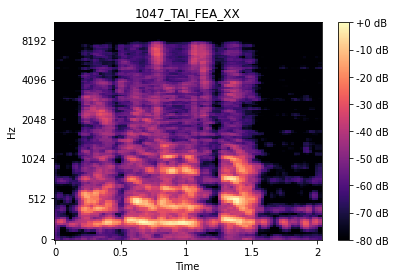 1047_TAI_FEA_XX
Hz
8192
4096
2048
1024
512
0
0
0.5
1
1.5
2
Time
+0 dB
-10 dB
-20 dB
-30 dB
-40 dB
-50 dB
-60 dB
-70 dB
-80 dB